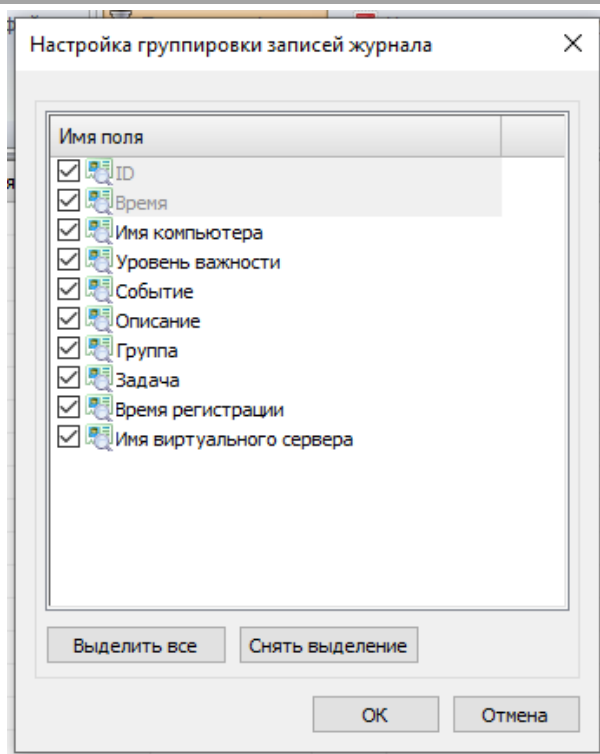 Настройка группировки записей журнала
Имя поля
ID
Время
Имя компьютера
Уровень важности
Событие
Описание
Группа
Задача
Время регистрации
Имя виртуального сервера
Выделить все
Снять выделение
ОК
Отмена